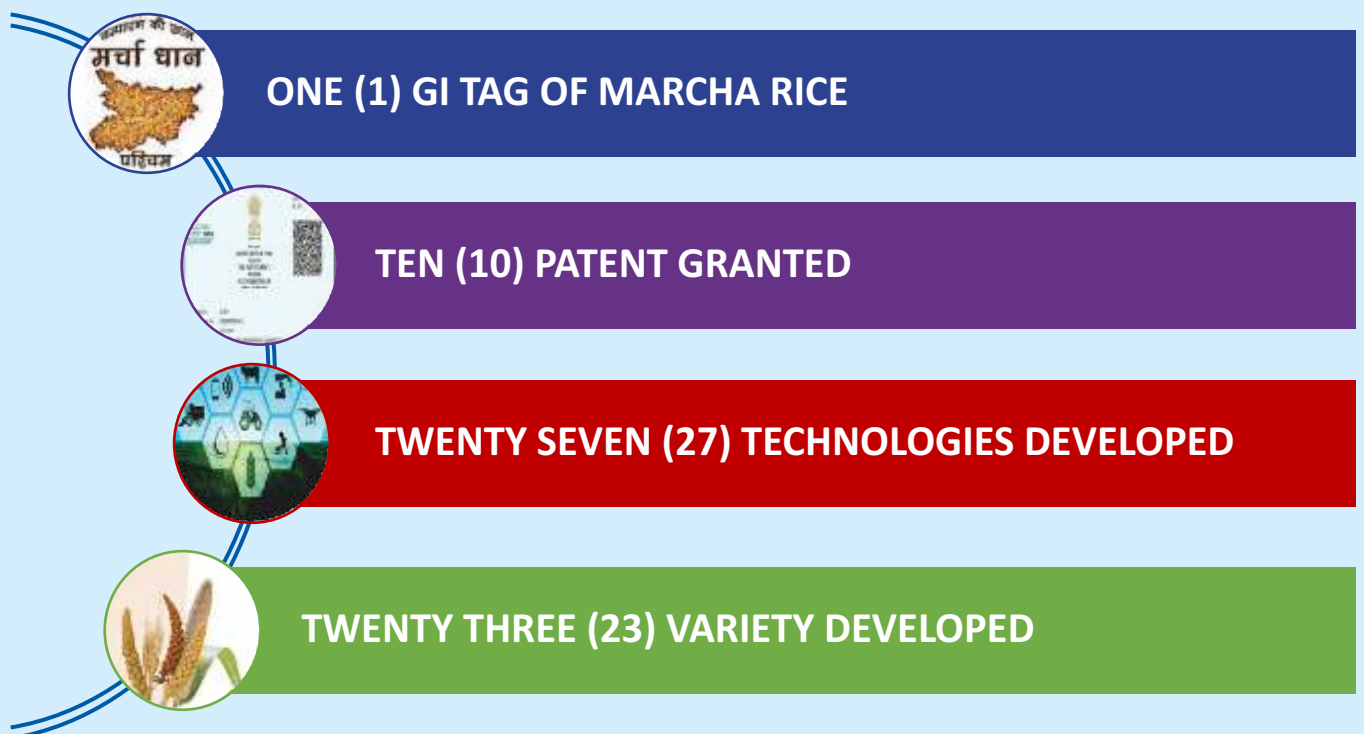 मर्चा धान
ONE (1) GI TAG OF MARCHA RICE
TEN (10) PATENT GRANTED
TWENTY SEVEN (27) TECHNOLOGIES DEVELOPED
TWENTY THREE (23) VARIETY DEVELOPED